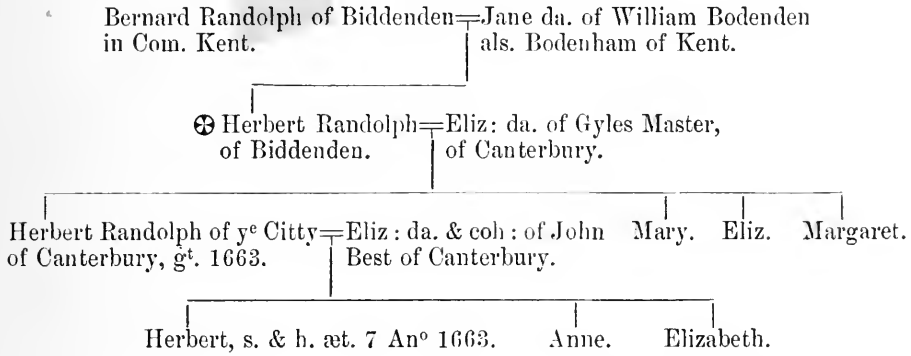 Bernard Randolph of Biddenden=Jane da. of William Bodenden
in Com. Kent. als. Bodenham of Kent.
✠ Herbert Randolph=Eliz: da. of Gyles Master,
of Biddenden. of Canterbury.
Herbert Randolph of yᵉ Citty=Eliz : da. & coh : of John Mary. Eliz. Margaret.
of Canterbury, gᵗ. 1663. Best of Canterbury.
Herbert, s. & h. æt. 7 Anº 1663. Anne. Elizabeth.